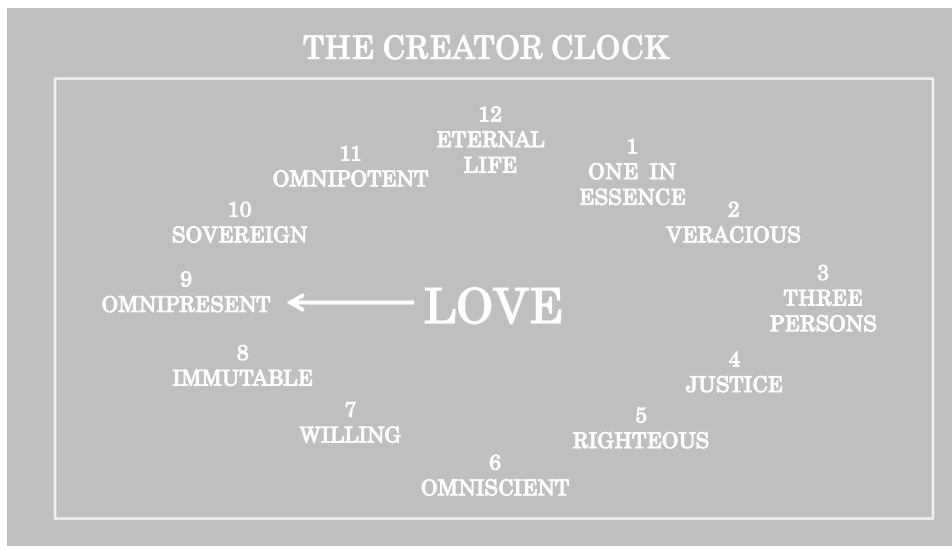 THE CREATOR CLOCK
12
ETERNAL
LIFE
1
ONE IN
ESSENCE
2
VERACIOUS
3
THREE
PERSONS
4
JUSTICE
5
RIGHTEOUS
6
OMNISCIENT
7
WILLING
8
IMMUTABLE
9
OMNIPRESENT
10
SOVEREIGN
11
OMNIPOTENT
LOVE